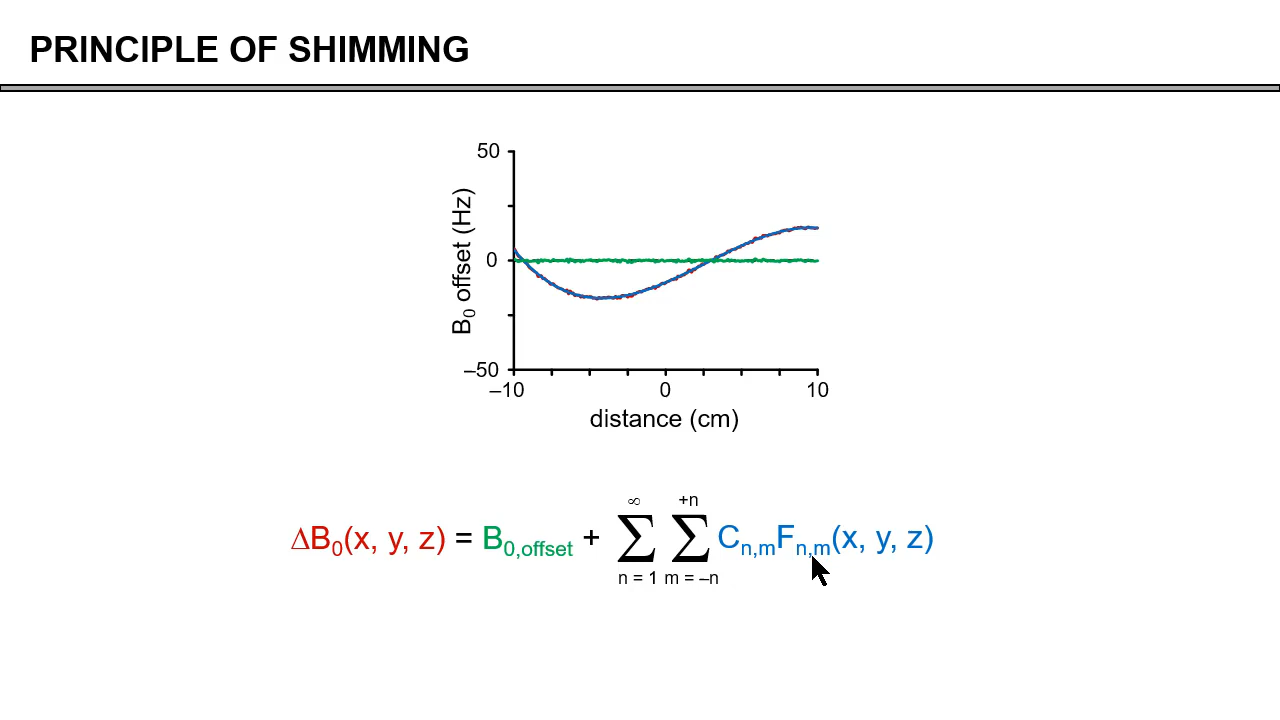 PRINCIPLE OF SHIMMING
50
0
–50
B₀ offset (Hz)
–10 0 10
distance (cm)
∞ +n
ΔB₀(x, y, z) = B₀,offset + ∑ ∑ Cn,mFn,m(x, y, z)
n = 1 m = –n